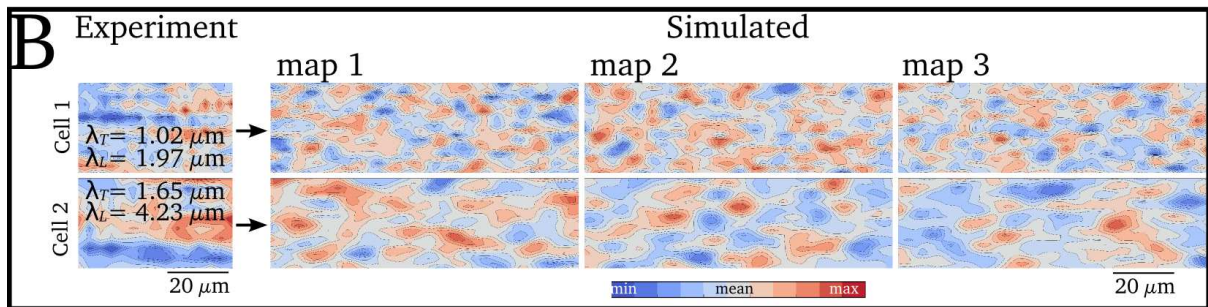 B
Experiment
Simulated
map 1
map 2
map 3
Cell 1
λT = 1.02 μm
λL = 1.97 μm
Cell 2
λT = 1.65 μm
λL = 4.23 μm
20 μm
min
mean
max
20 μm